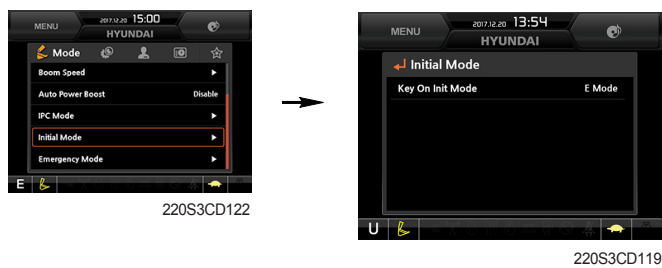 MENU
2017.12.20 15:00
HYUNDAI
Mode
Boom Speed
Auto Power Boost Disable
IPC Mode
Initial Mode
Emergency Mode
E
220S3CD122
MENU
2017.12.20 13:54
HYUNDAI
Initial Mode
Key On Init Mode E Mode
U
220S3CD119